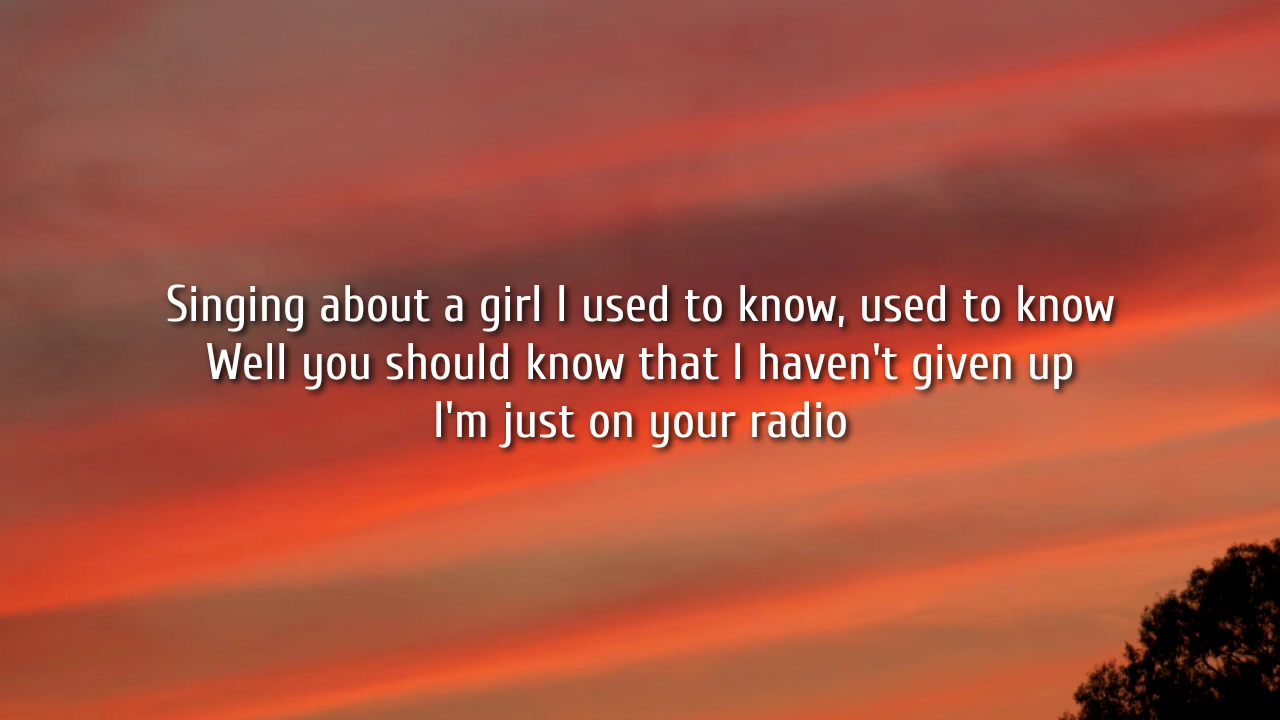 Singing about a girl I used to know, used to know
Well you should know that I haven't given up
I'm just on your radio